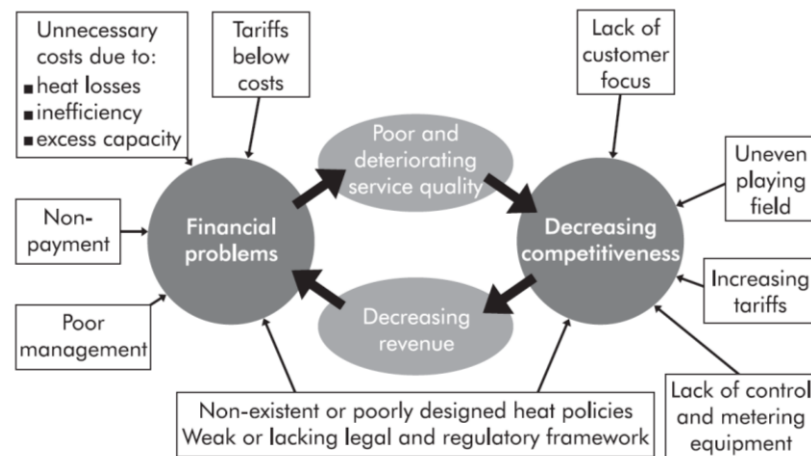 Unnecessary
costs due to:
■ heat losses
■ inefficiency
■ excess capacity
Tariffs
below
costs
Lack of
customer
focus
Poor and
deteriorating
service quality
Uneven
playing
field
Non-
payment
Financial
problems
Decreasing
competitiveness
Increasing
tariffs
Poor
management
Decreasing
revenue
Non-existent or poorly designed heat policies
Weak or lacking legal and regulatory framework
Lack of control
and metering
equipment